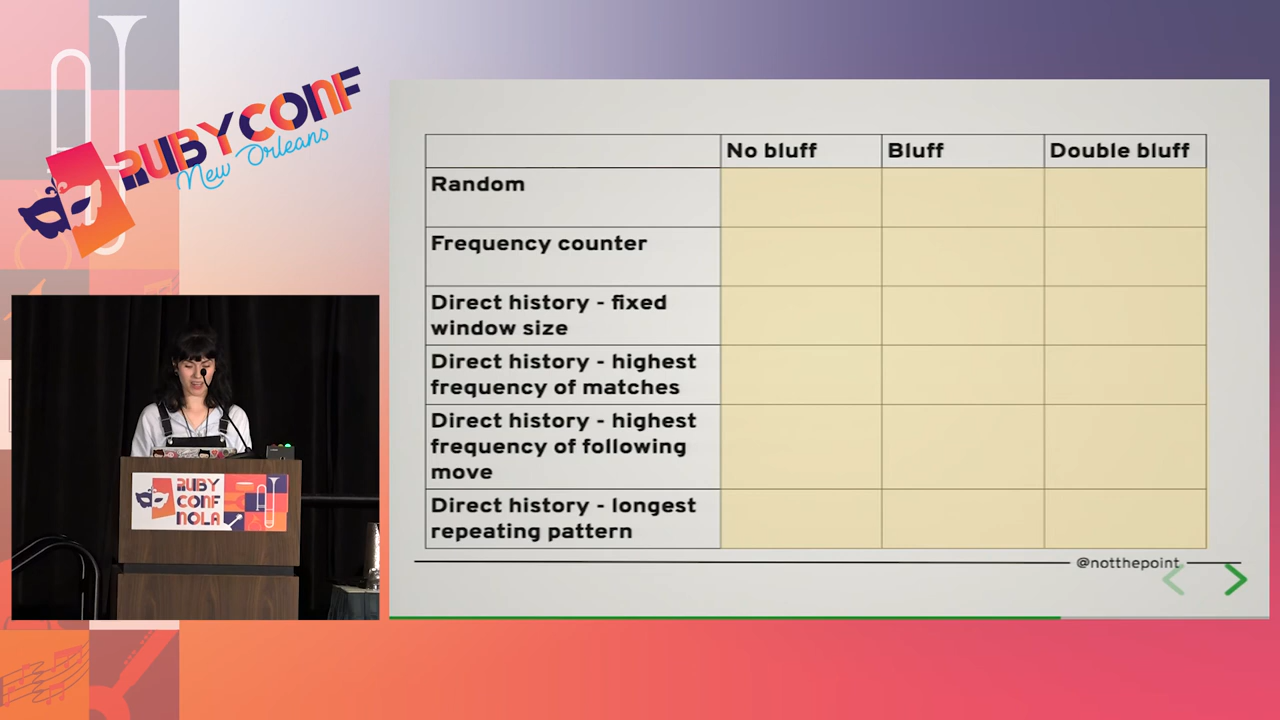 RUBYCONF
New Orleans
No bluff Bluff Double bluff
Random
Frequency counter
Direct history - fixed
window size
Direct history - highest
frequency of matches
Direct history - highest
frequency of following
move
Direct history - longest
repeating pattern
@notthepoint
RUBY
CONF
NOLA